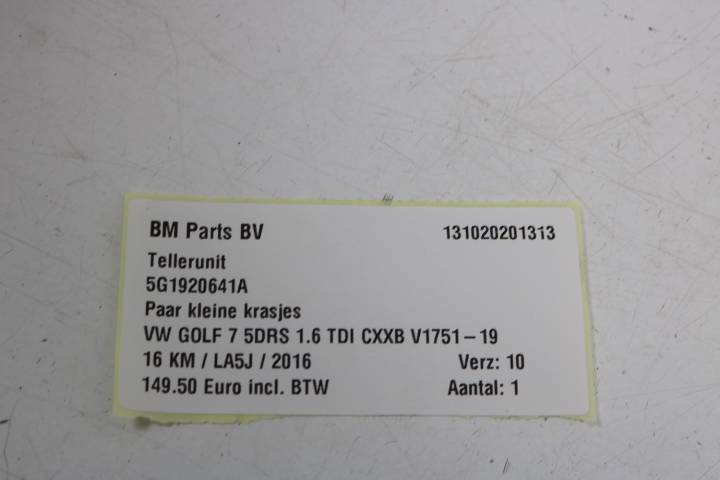 BM Parts BV 131020201313
Tellerunit
5G1920641A
Paar kleine krasjes
VW GOLF 7 5DRS 1.6 TDI CXXB V1751-19
16 KM / LA5J / 2016 Verz: 10
149.50 Euro incl. BTW Aantal: 1